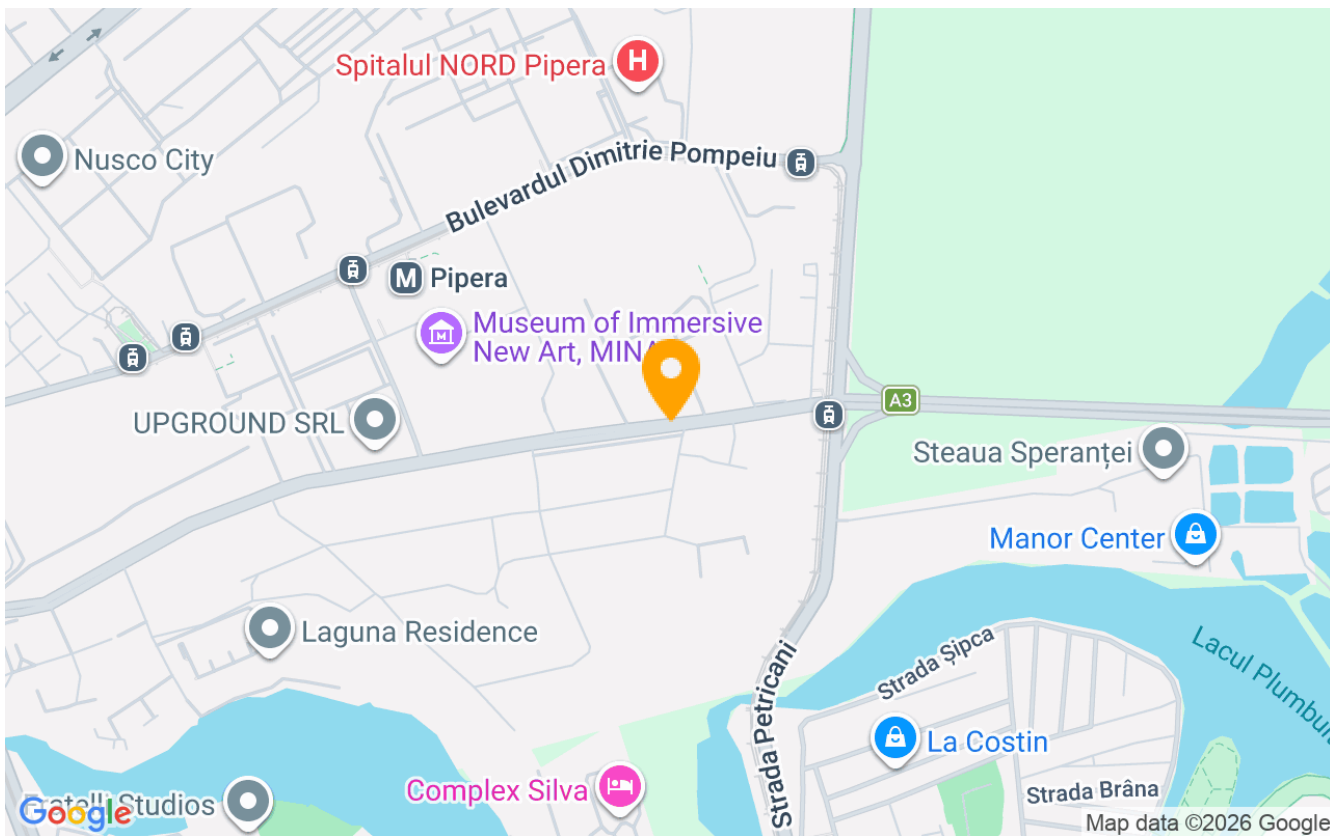 Spitalul NORD Pipera
H
Nusco City
Bulevardul Dimitrie Pompeiu
M
Pipera
M
Museum of Immersive
New Art, MINA
UPGROUND SRL
A3
Steaua Speranței
Manor Center
Laguna Residence
Strada Petricani
Strada Șipca
Lacul Plumbui
La Costin
Complex Silva
Strada Brâna
Fratelli Studios
Google
Map data ©2026 Google